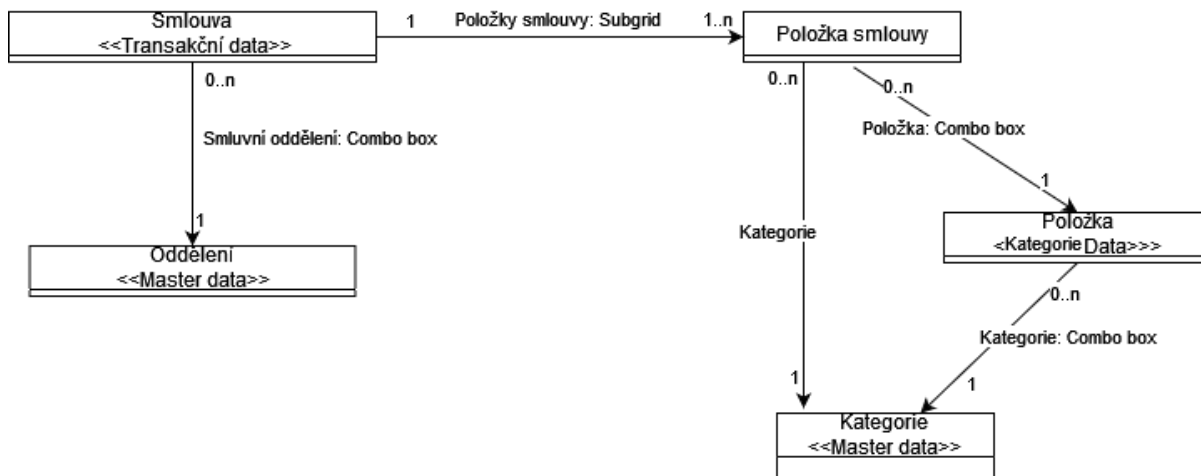 Smlouva
<<Transakční data>>
1
Položky smlouvy: Subgrid
1..n
Položka smlouvy
0..n
Smluvní oddělení: Combo box
1
Oddělení
<<Master data>>
0..n
Kategorie
1
0..n
Položka: Combo box
1
Položka
<Kategorie Data>>>
0..n
Kategorie: Combo box
1
Kategorie
<<Master data>>